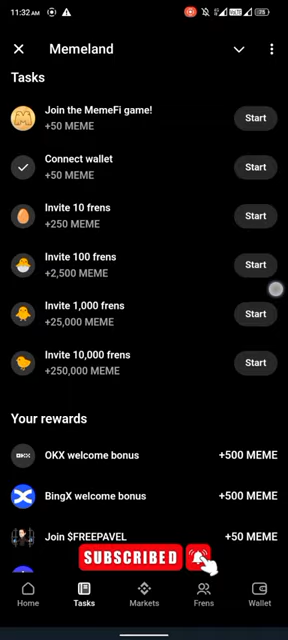 11:32 AM
Memeland
Tasks
Join the MemeFi game!
+50 MEME
Start
Connect wallet
+50 MEME
Start
Invite 10 frens
+250 MEME
Start
Invite 100 frens
+2,500 MEME
Start
Invite 1,000 frens
+25,000 MEME
Start
Invite 10,000 frens
+250,000 MEME
Start
Your rewards
OKX
OKX welcome bonus
+500 MEME
BingX welcome bonus
+500 MEME
Join $FREEPAVEL
+50 MEME
SUBSCRIBED
Home
Tasks
Markets
Frens
Wallet